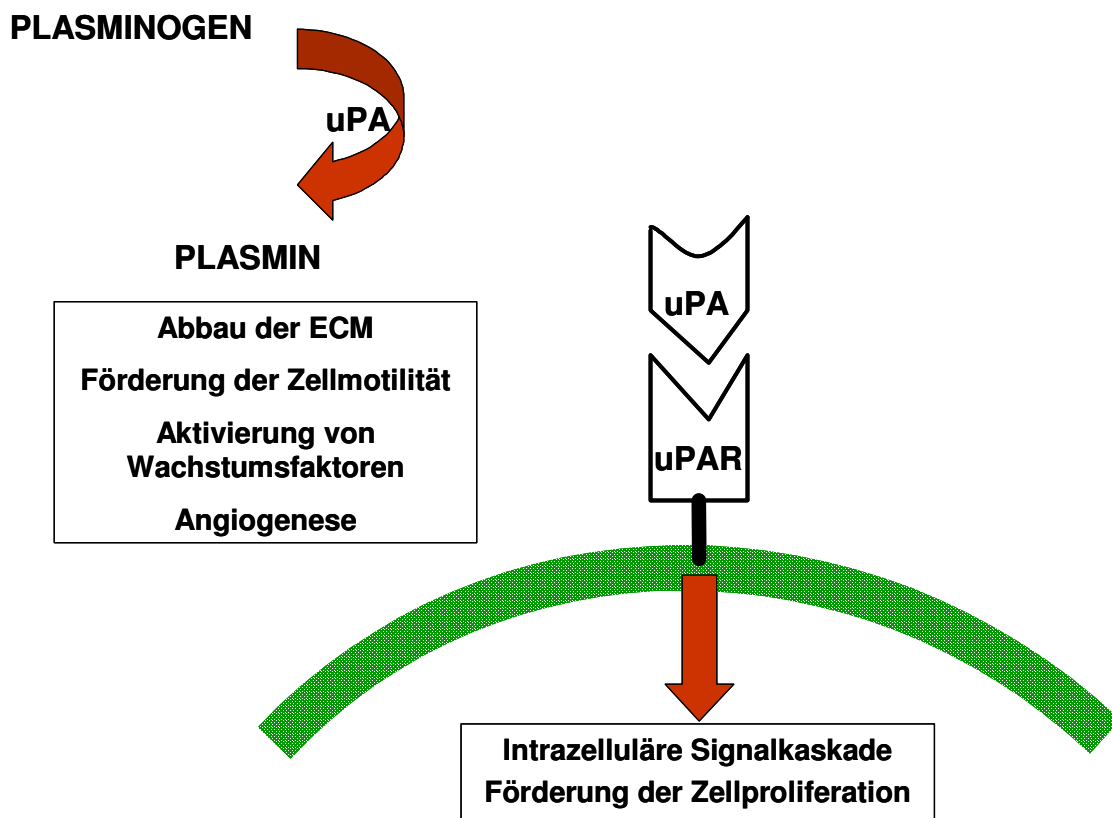 PLASMINOGEN
uPA
PLASMIN
Abbau der ECM
Förderung der Zellmotilität
Aktivierung von
Wachstumsfaktoren
Angiogenese
uPA
uPAR
Intrazelluläre Signalkaskade
Förderung der Zellproliferation